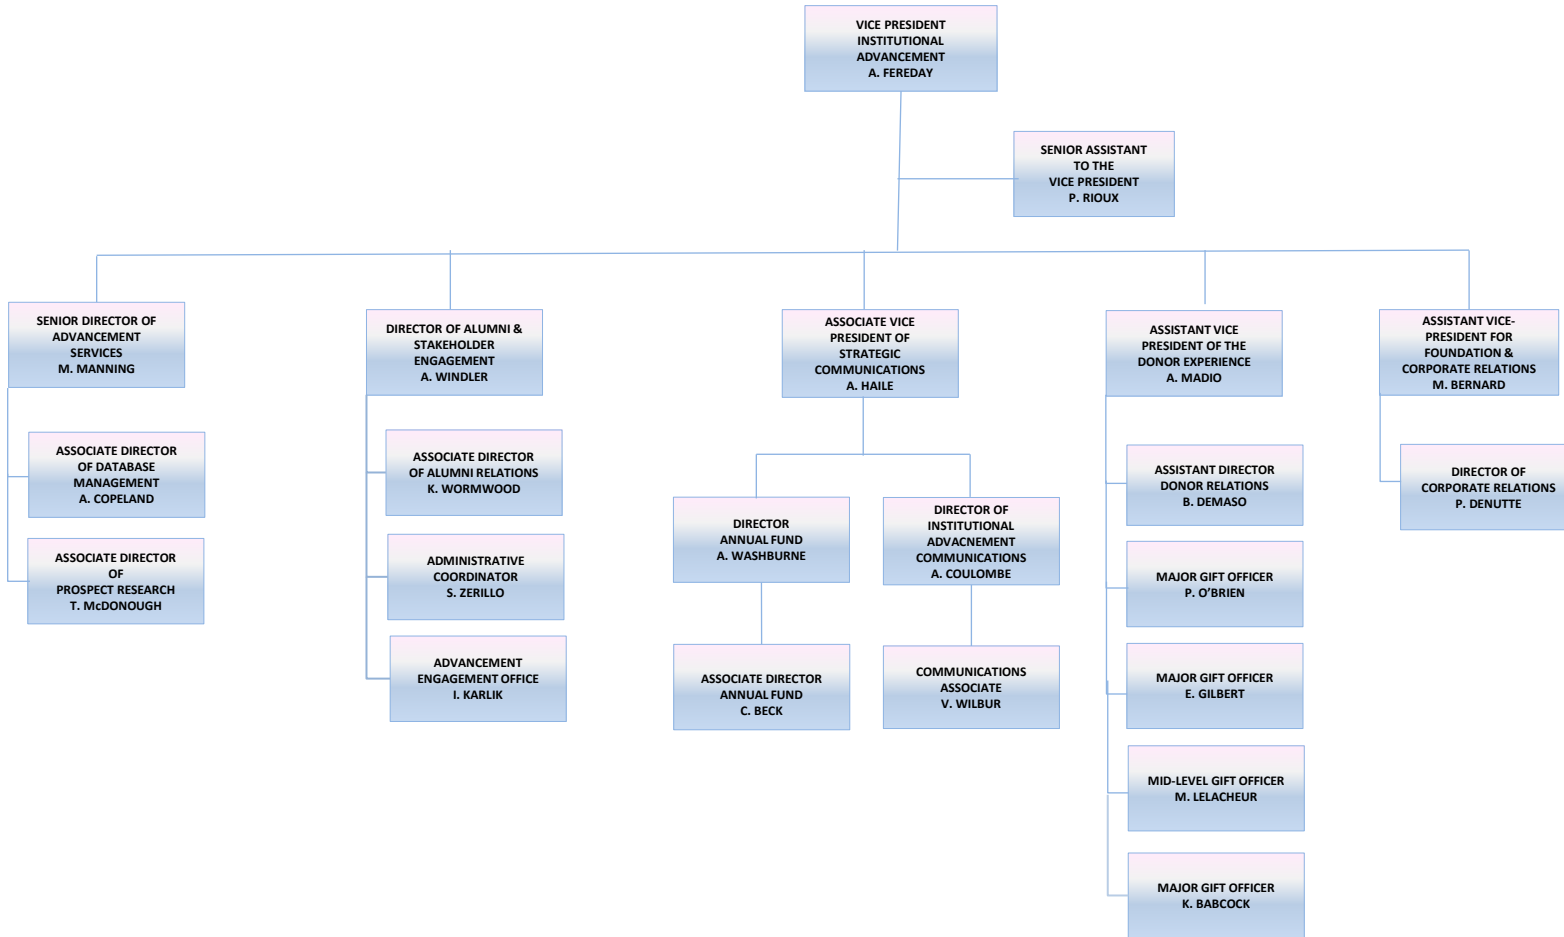 VICE PRESIDENT
INSTITUTIONAL
ADVANCEMENT
A. FEREDAY
SENIOR ASSISTANT
TO THE
VICE PRESIDENT
P. RIOUX
SENIOR DIRECTOR OF
ADVANCEMENT
SERVICES
M. MANNING
DIRECTOR OF ALUMNI &
STAKEHOLDER
ENGAGEMENT
A. WINDLER
ASSOCIATE VICE
PRESIDENT OF
STRATEGIC
COMMUNICATIONS
A. HAILE
ASSISTANT VICE
PRESIDENT OF THE
DONOR EXPERIENCE
A. MADIO
ASSISTANT VICE-
PRESIDENT FOR
FOUNDATION &
CORPORATE RELATIONS
M. BERNARD
ASSOCIATE DIRECTOR
OF DATABASE
MANAGEMENT
A. COPELAND
ASSOCIATE DIRECTOR
OF
PROSPECT RESEARCH
T. McDONOUGH
ASSOCIATE DIRECTOR
OF ALUMNI RELATIONS
K. WORMWOOD
ADMINISTRATIVE
COORDINATOR
S. ZERILLO
ADVANCEMENT
ENGAGEMENT OFFICE
I. KARLIK
DIRECTOR
ANNUAL FUND
A. WASHBURNE
ASSOCIATE DIRECTOR
ANNUAL FUND
C. BECK
DIRECTOR OF
INSTITUTIONAL
ADVACNEMENT
COMMUNICATIONS
A. COULOMBE
COMMUNICATIONS
ASSOCIATE
V. WILBUR
ASSISTANT DIRECTOR
DONOR RELATIONS
B. DEMASO
MAJOR GIFT OFFICER
P. O’BRIEN
MAJOR GIFT OFFICER
E. GILBERT
MID-LEVEL GIFT OFFICER
M. LELACHEUR
MAJOR GIFT OFFICER
K. BABCOCK
DIRECTOR OF
CORPORATE RELATIONS
P. DENUTTE